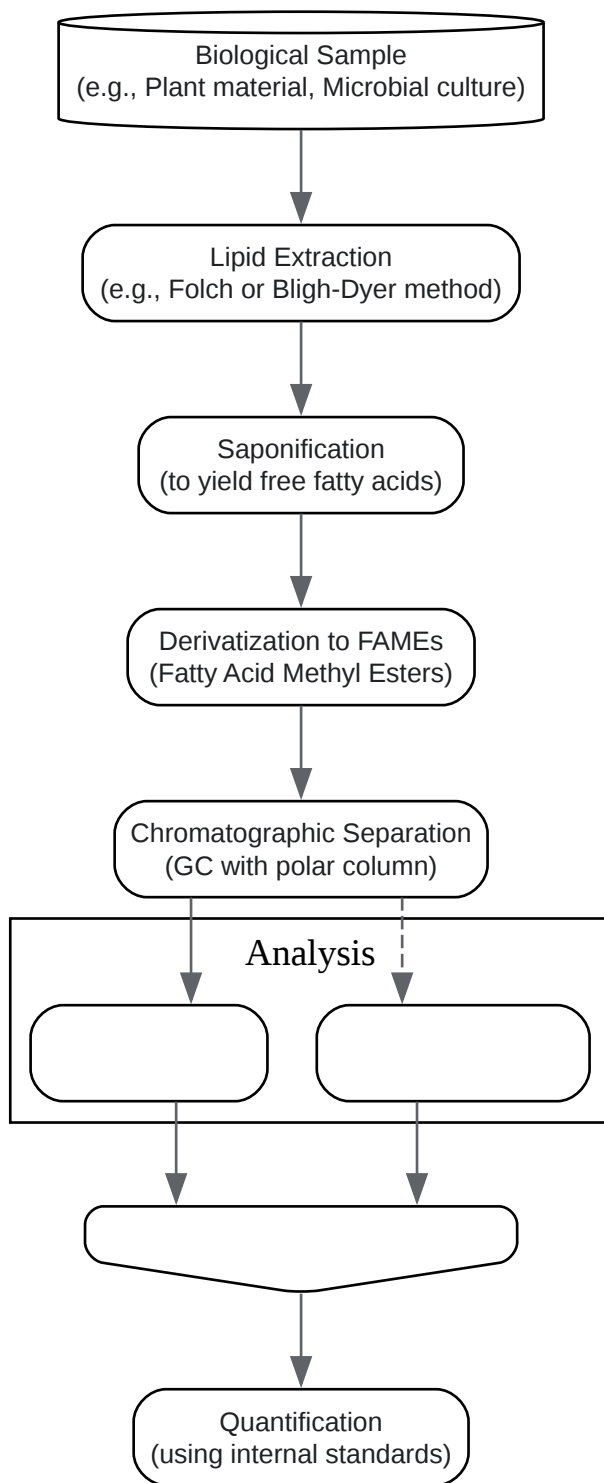 Biological Sample
(e.g., Plant material, Microbial culture)
Lipid Extraction
(e.g., Folch or Bligh-Dyer method)
Saponification
(to yield free fatty acids)
Derivatization to FAMEs
(Fatty Acid Methyl Esters)
Chromatographic Separation
(GC with polar column)
Analysis
Quantification
(using internal standards)